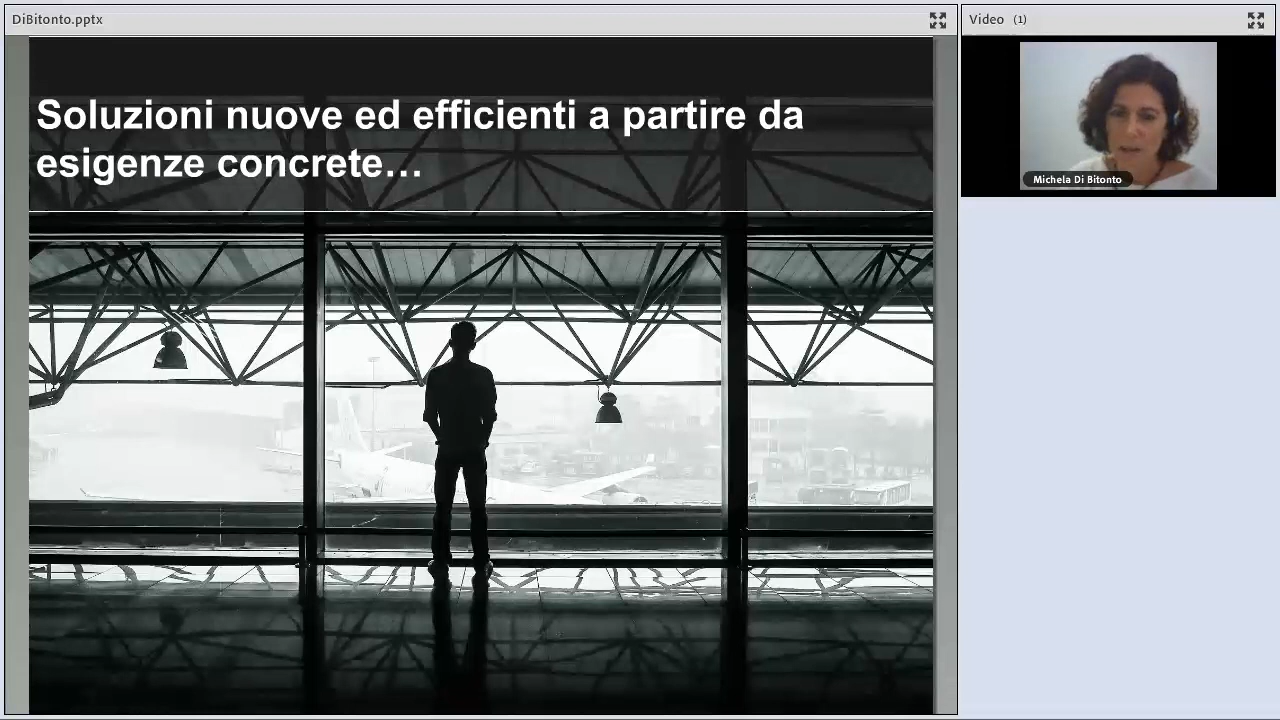 DiBitonto.pptx
Soluzioni nuove ed efficienti a partire da
esigenze concrete…
Video (1)
Michela Di Bitonto